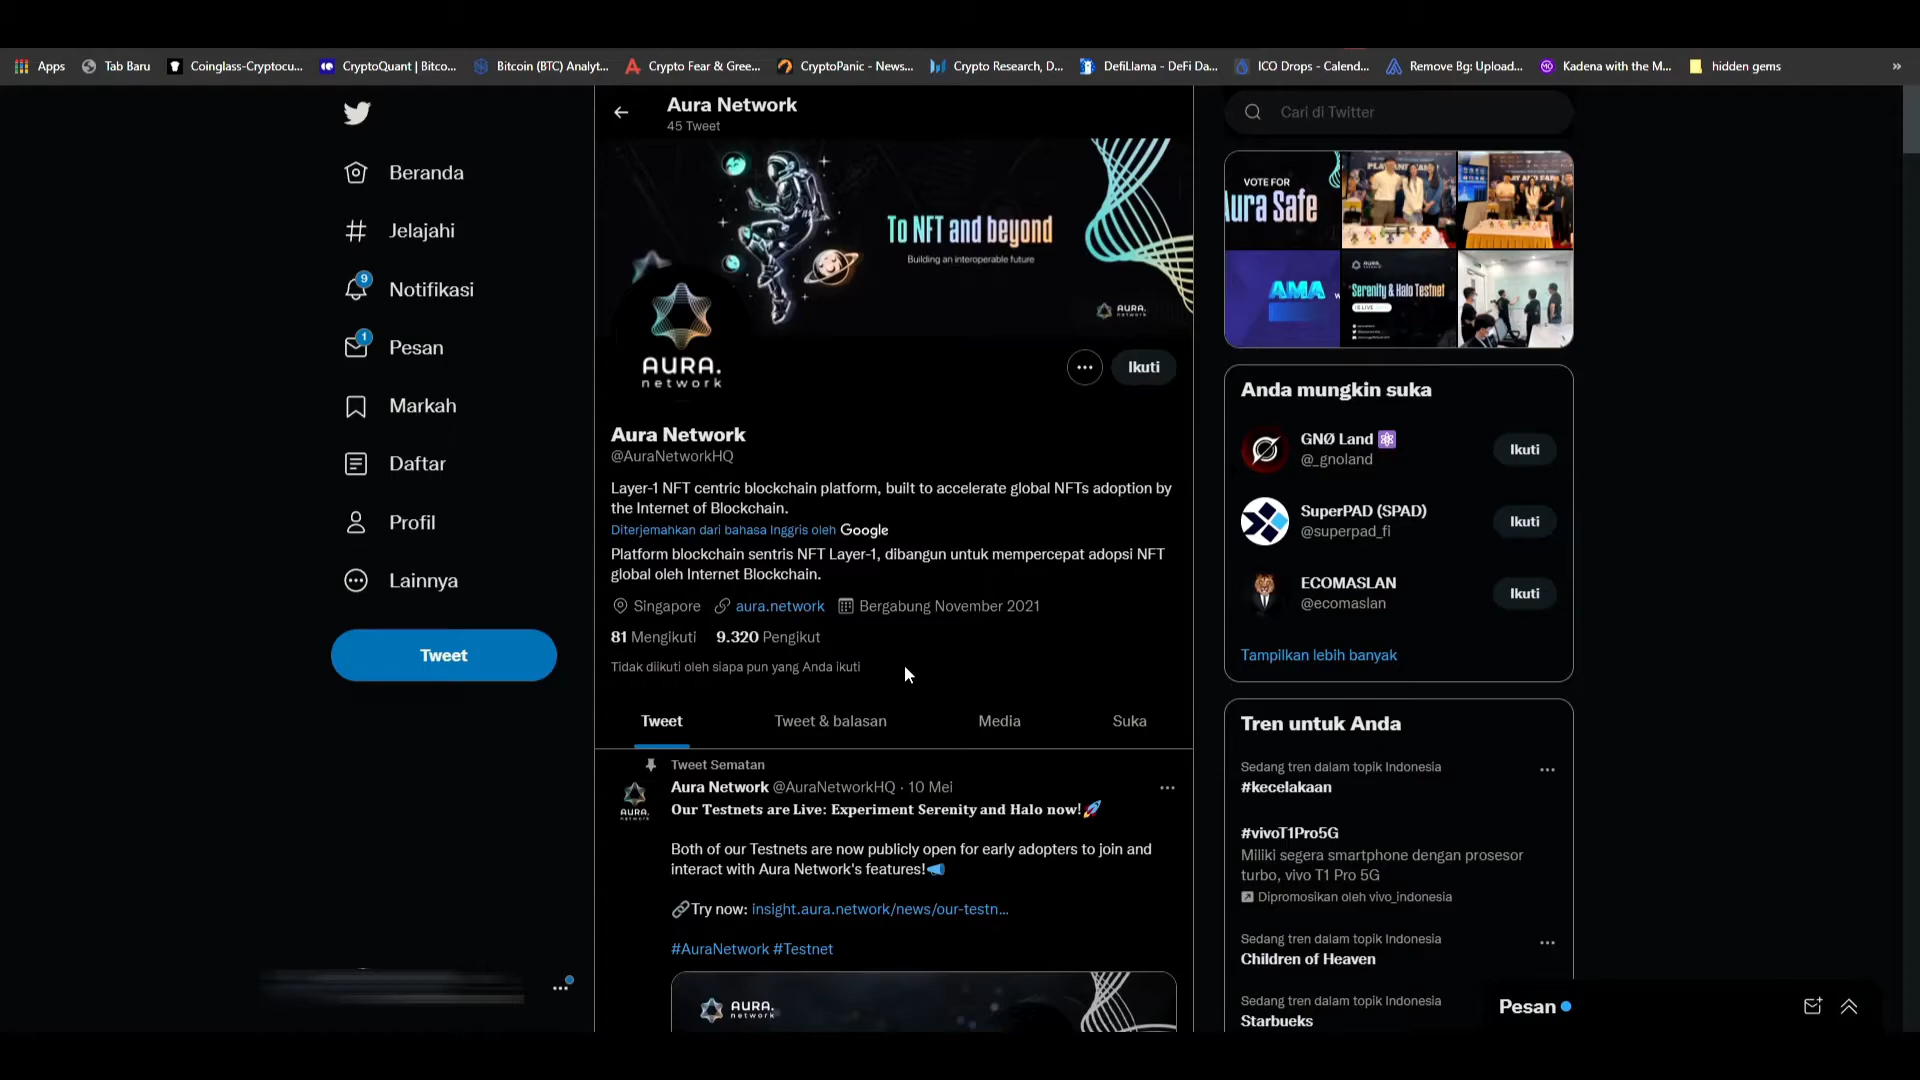 Apps
Tab Baru
Coinglass-Cryptocu...
CryptoQuant | Bitco...
Bitcoin (BTC) Analyt...
Crypto Fear & Gree...
CryptoPanic - News...
Crypto Research, D...
DefiLlama - DeFi Da...
ICO Drops - Calend...
Remove Bg: Upload...
Kadena with the M...
hidden gems
»
Beranda
Jelajahi
9
Notifikasi
1
Pesan
Markah
Daftar
Profil
Lainnya
Tweet
Aura Network
45 Tweet
To NFT and beyond
Building an interoperable future
AURA.
network
AURA.
network
Ikuti
Aura Network
@AuraNetworkHQ
Layer-1 NFT centric blockchain platform, built to accelerate global NFTs adoption by
the Internet of Blockchain.
Diterjemahkan dari bahasa Inggris oleh Google
Platform blockchain sentris NFT Layer-1, dibangun untuk mempercepat adopsi NFT
global oleh Internet Blockchain.
Singapore aura.network Bergabung November 2021
81 Mengikuti 9.320 Pengikut
Tidak diikuti oleh siapa pun yang Anda ikuti
Tweet Tweet & balasan Media Suka
Tweet Sematan
AURA.
Aura Network @AuraNetworkHQ · 10 Mei
Our Testnets are Live: Experiment Serenity and Halo now!🚀
Both of our Testnets are now publicly open for early adopters to join and
interact with Aura Network's features!📣
🔗Try now: insight.aura.network/news/our-testn...
#AuraNetwork #Testnet
AURA.
network
Cari di Twitter
VOTE FOR
Aura Safe
AMA
AURA.
Serenity & Halo Testnet
Anda mungkin suka
GNØ Land ⚛
@_gnoland
Ikuti
SuperPAD (SPAD)
@superpad_fi
Ikuti
ECOMASLAN
@ecomaslan
Ikuti
Tampilkan lebih banyak
Tren untuk Anda
Sedang tren dalam topik Indonesia
#kecelakaan
#vivoT1Pro5G
Miliki segera smartphone dengan prosesor
turbo, vivo T1 Pro 5G
Dipromosikan oleh vivo_indonesia
Sedang tren dalam topik Indonesia
Children of Heaven
Sedang tren dalam topik Indonesia
Starbueks
Pesan